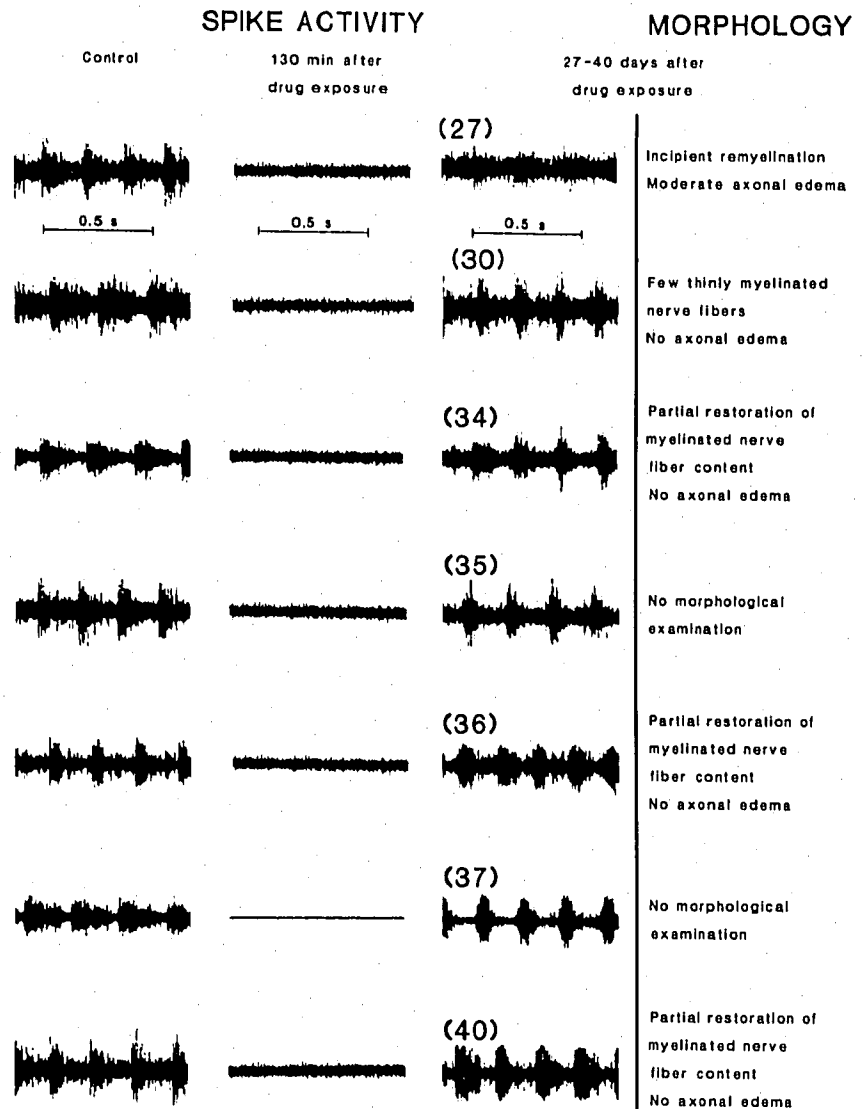 SPIKE ACTIVITY
MORPHOLOGY
Control
130 min after
drug exposure
27-40 days after
drug exposure
(27)
Incipient remyelination
Moderate axonal edema
0.5 s
0.5 s
0.5 s
(30)
Few thinly myelinated
nerve fibers
No axonal edema
(34)
Partial restoration of
myelinated nerve
fiber content
No axonal edema
(35)
No morphological
examination
(36)
Partial restoration of
myelinated nerve
fiber content
No axonal edema
(37)
No morphological
examination
(40)
Partial restoration of
myelinated nerve
fiber content
No axonal edema